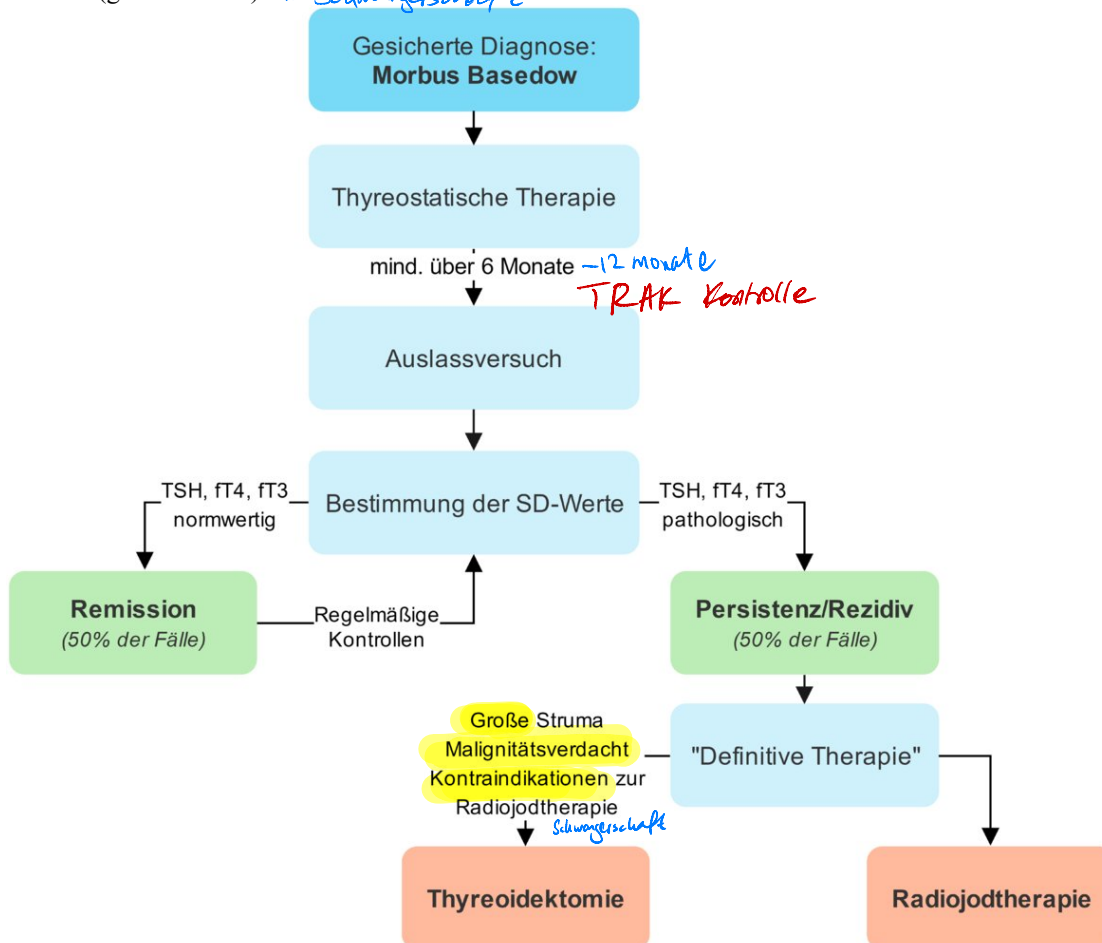 Schwangerschaft
Gesicherte Diagnose:
Morbus Basedow
Thyreostatische Therapie
mind. über 6 Monate -12 monate
TRAK Kontrolle
Auslassversuch
Bestimmung der SD-Werte
TSH, fT4, fT3
normwertig
TSH, fT4, fT3
pathologisch
Remission
(50% der Fälle)
Regelmäßige
Kontrollen
Persistenz/Rezidiv
(50% der Fälle)
Große Struma
Malignitätsverdacht
Kontraindikationen zur
Radiojodtherapie
Schwangerschaft
"Definitive Therapie"
Thyreoidektomie
Radiojodtherapie